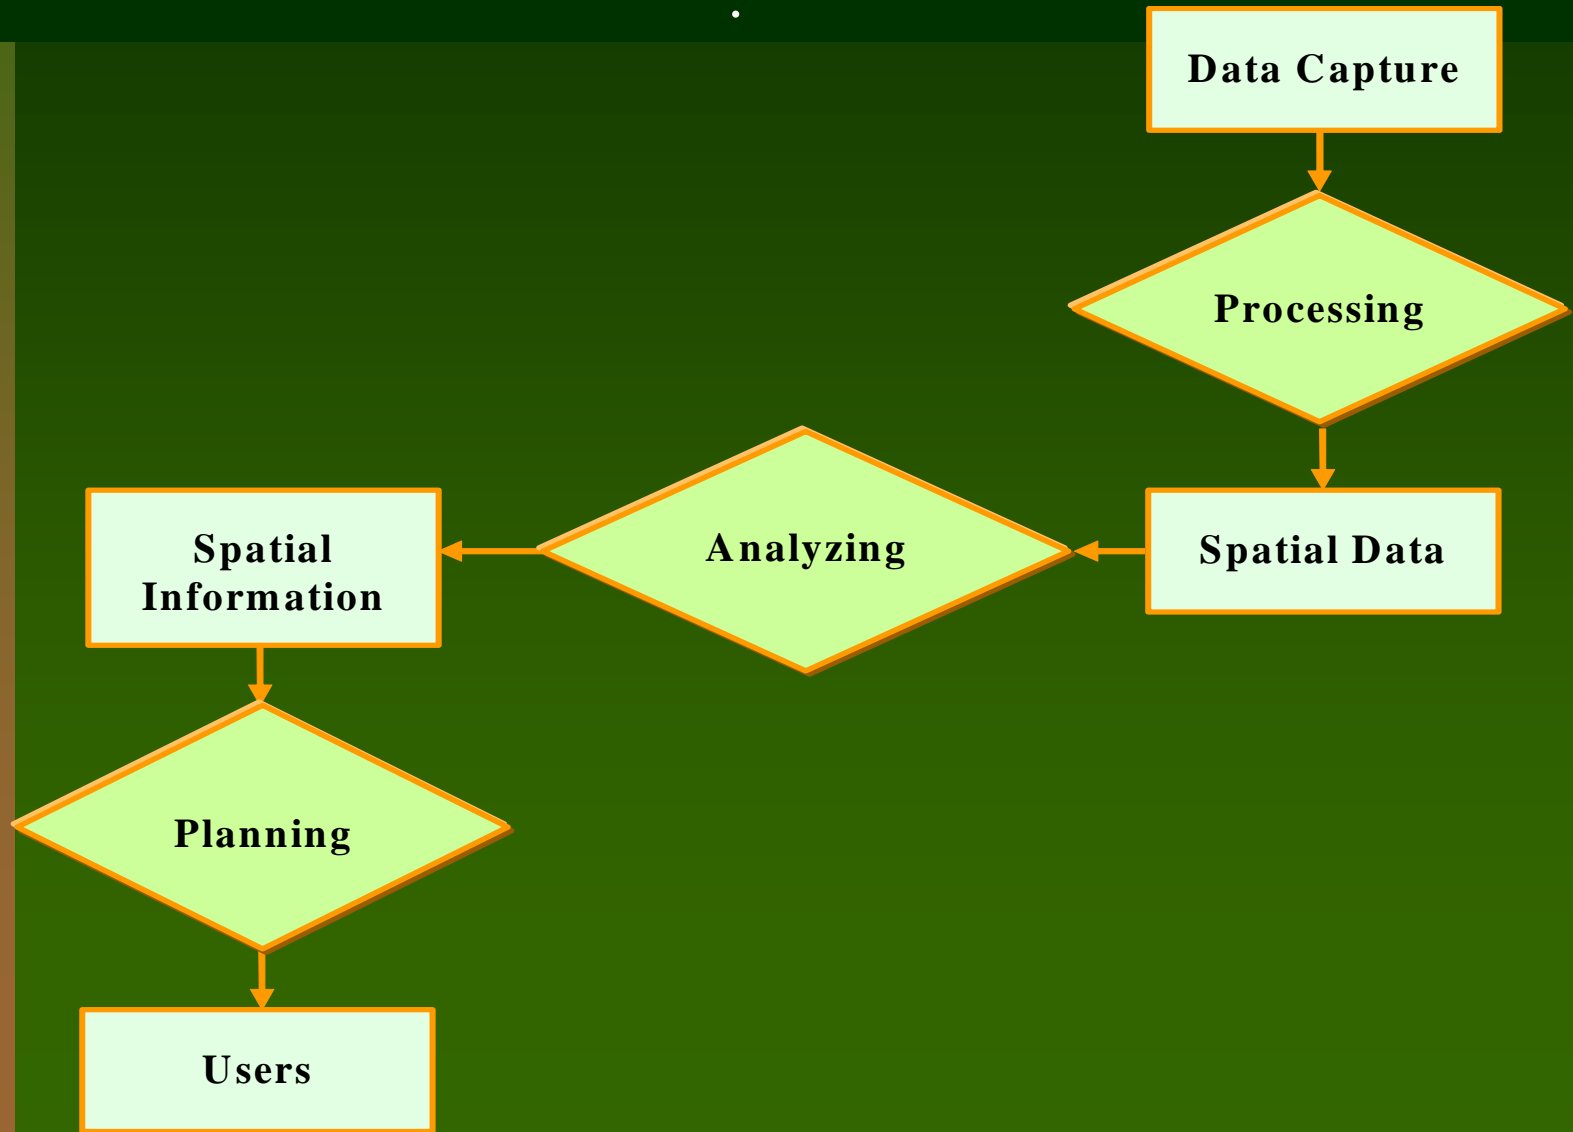 Data Capture
Processing
Spatial Data
Analyzing
Spatial
Information
Planning
Users